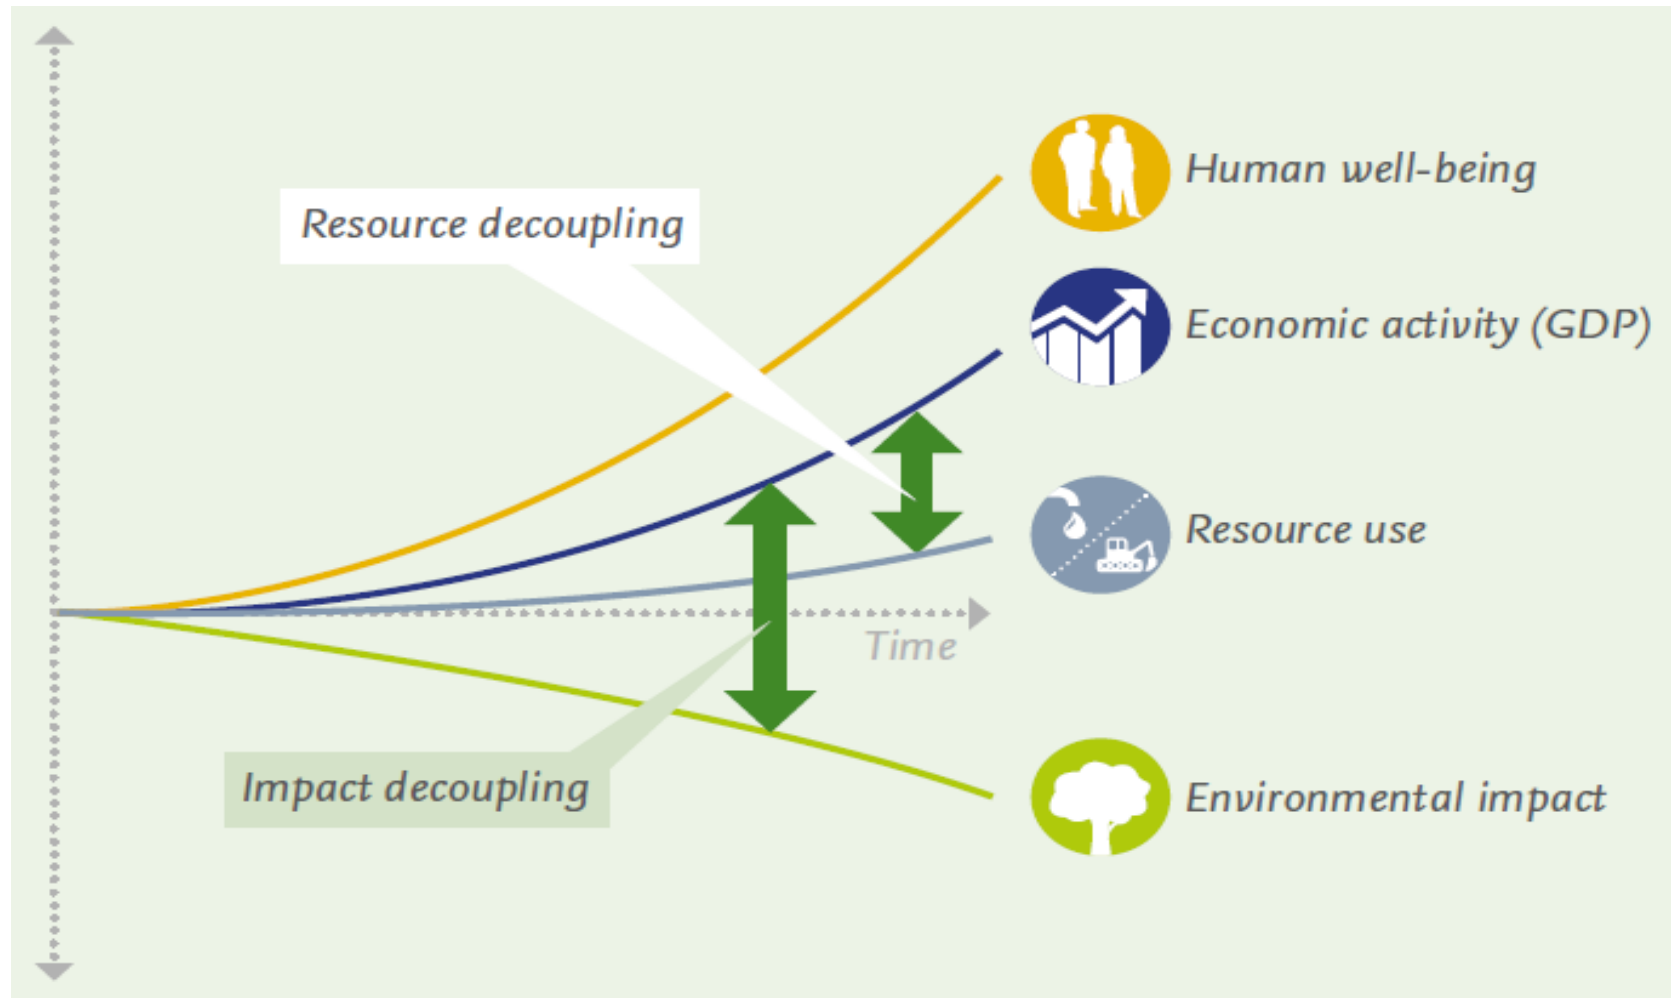 Human well-being
Resource decoupling
Economic activity (GDP)
Resource use
Time
Impact decoupling
Environmental impact